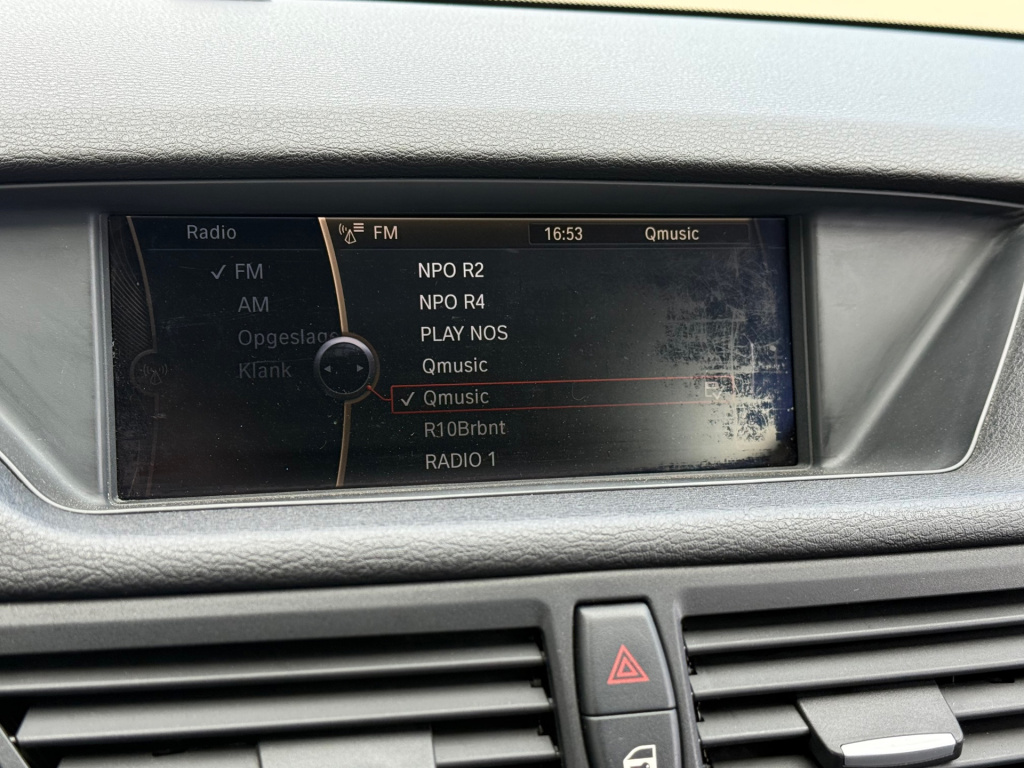 Radio
FM
AM
Opgeslage
Klank
FM
16:53
Qmusic
NPO R2
NPO R4
PLAY NOS
Qmusic
Qmusic
R10Brbnt
RADIO 1